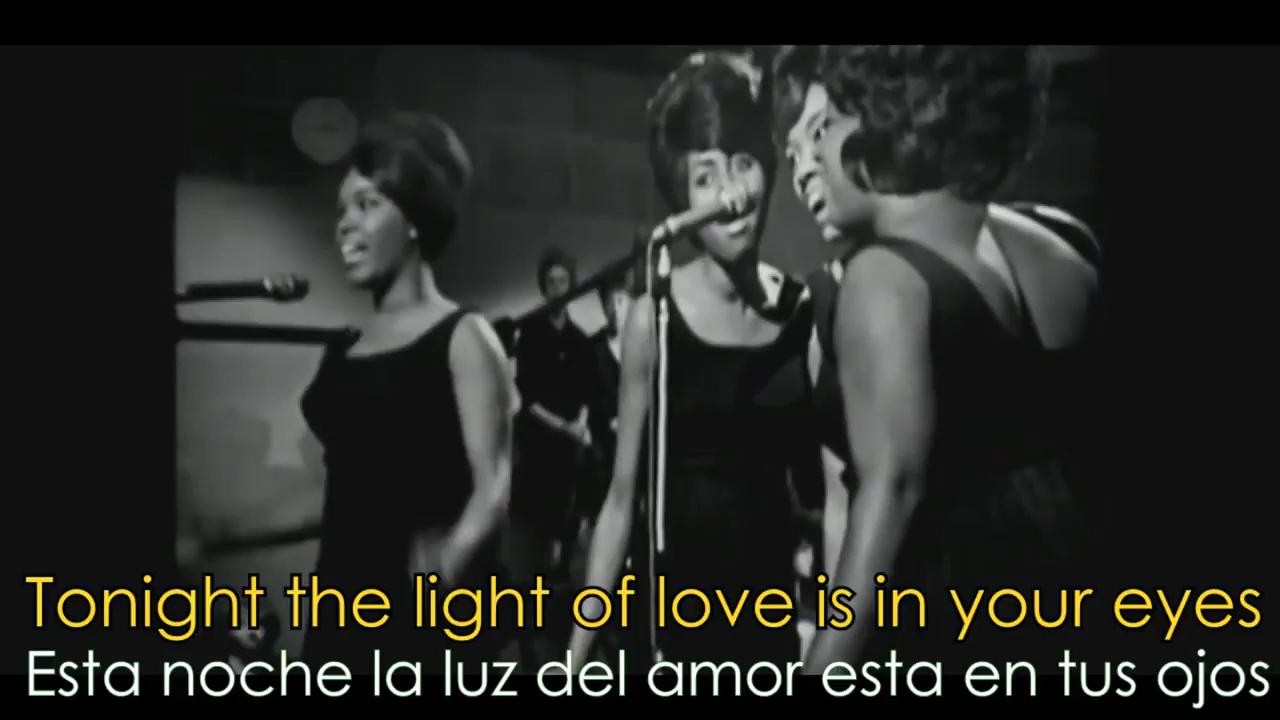 Tonight the light of love is in your eyes
Esta noche la luz del amor esta en tus ojos